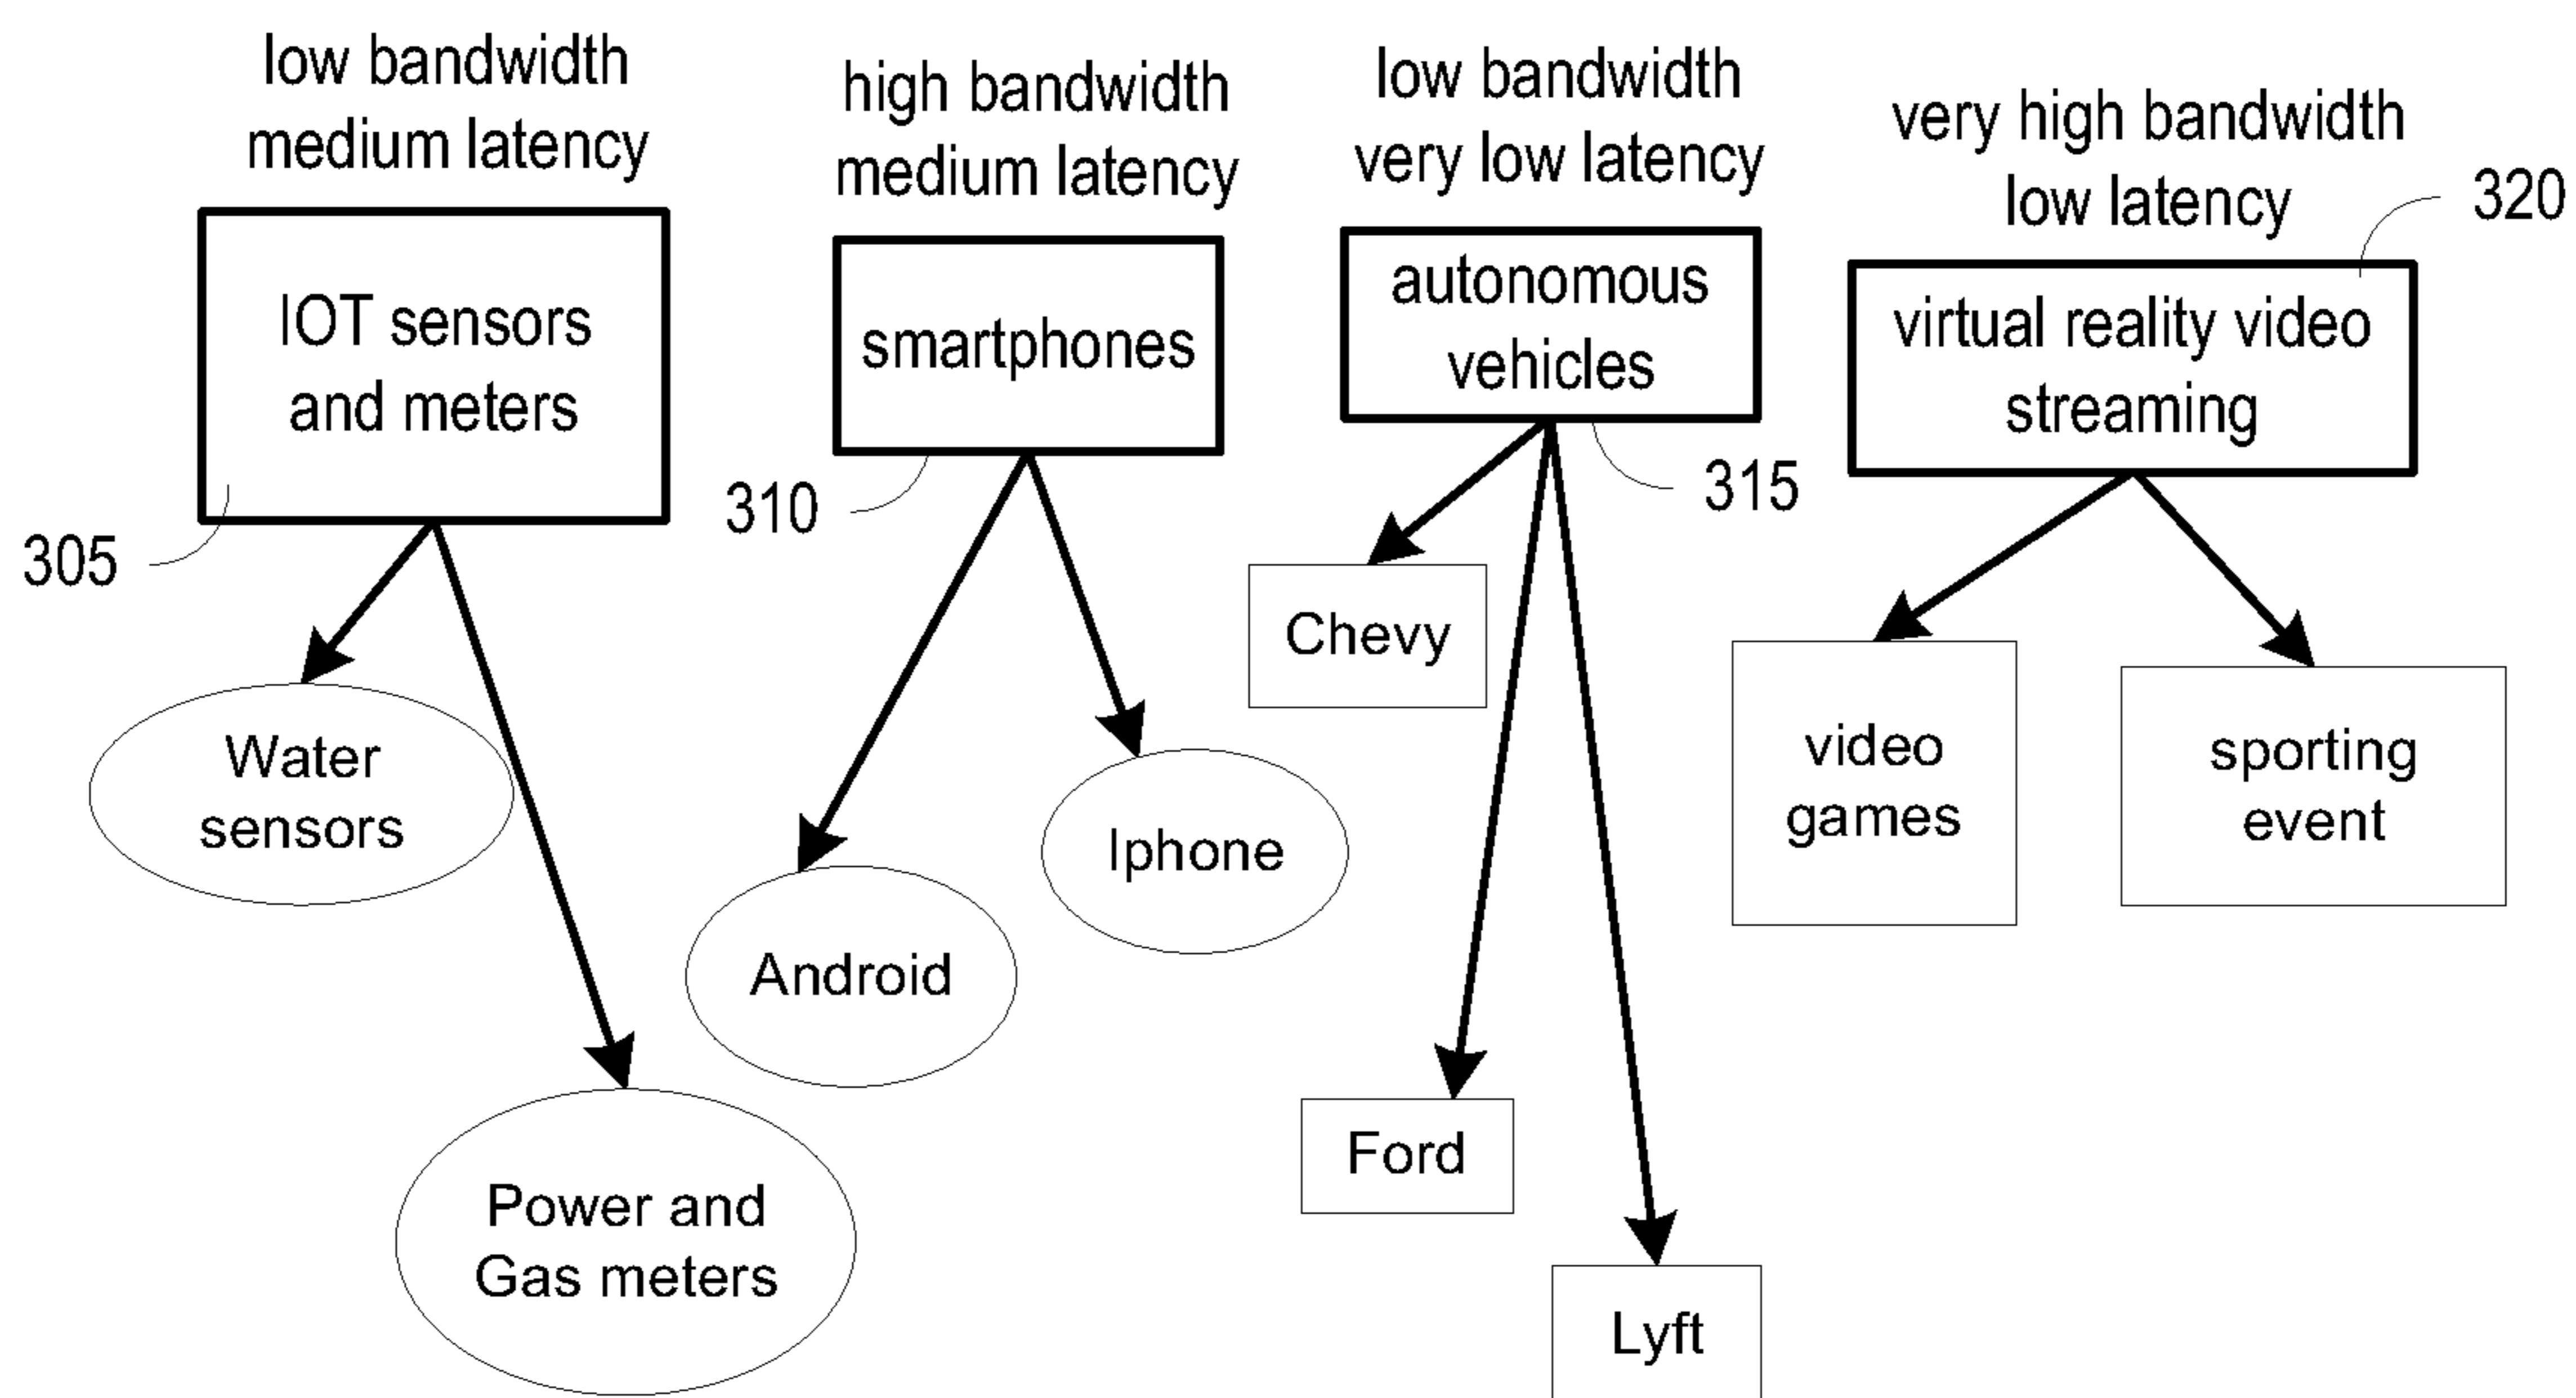 low bandwidth
medium latency
IOT sensors
and meters
305
Water
sensors
Power and
Gas meters
high bandwidth
medium latency
smartphones
310
Android
Iphone
low bandwidth
very low latency
autonomous
vehicles
315
Chevy
Ford
Lyft
very high bandwidth
low latency
320
virtual reality video
streaming
video
games
sporting
event